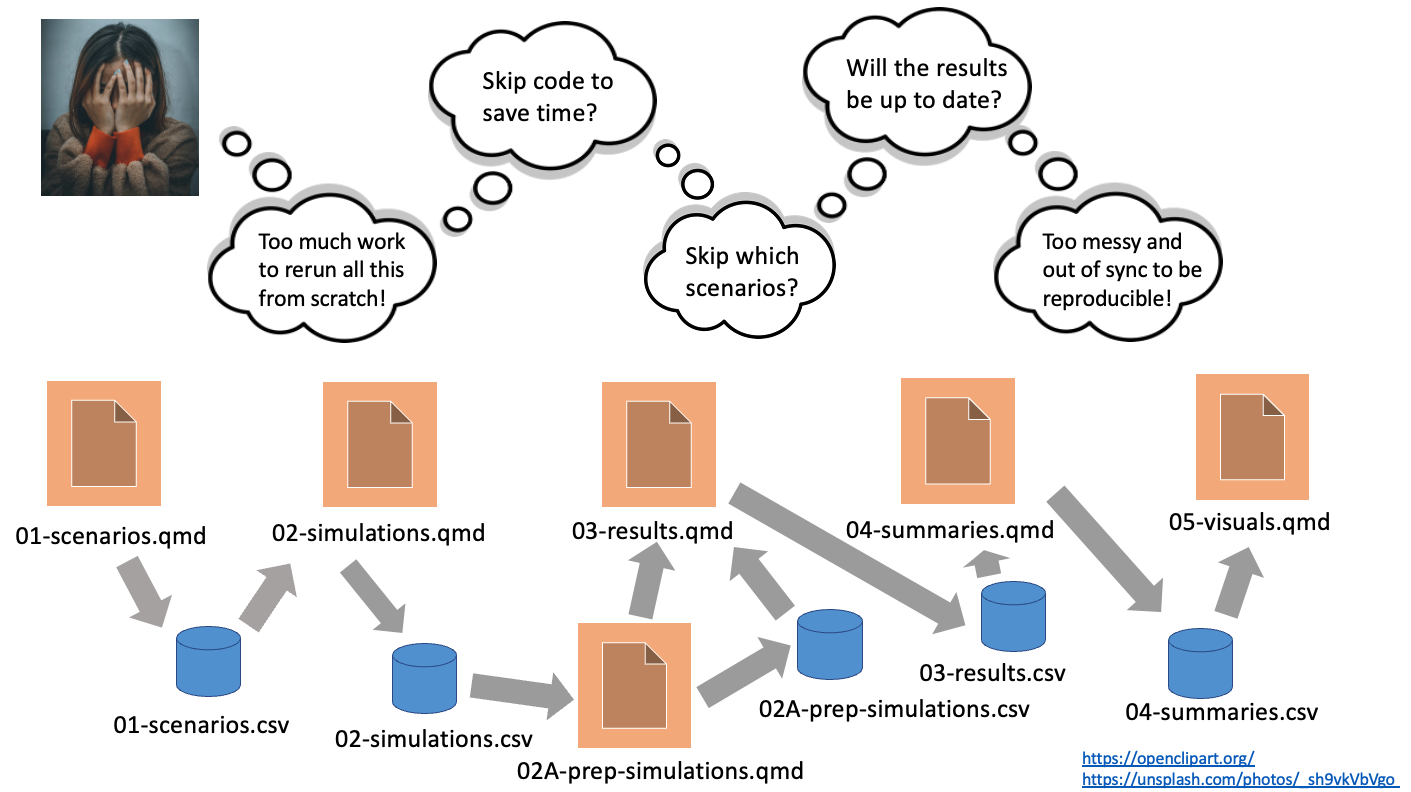 Skip code to
save time?
Will the results
be up to date?
Too much work
to rerun all this
from scratch!
Skip which
scenarios?
Too messy and
out of sync to be
reproducible!
01-scenarios.qmd
02-simulations.qmd
03-results.qmd
04-summaries.qmd
05-visuals.qmd
01-scenarios.csv
02-simulations.csv
02A-prep-simulations.qmd
02A-prep-simulations.csv
03-results.csv
04-summaries.csv
https://openclipart.org/
https://unsplash.com/photos/_sh9vkVbVgo